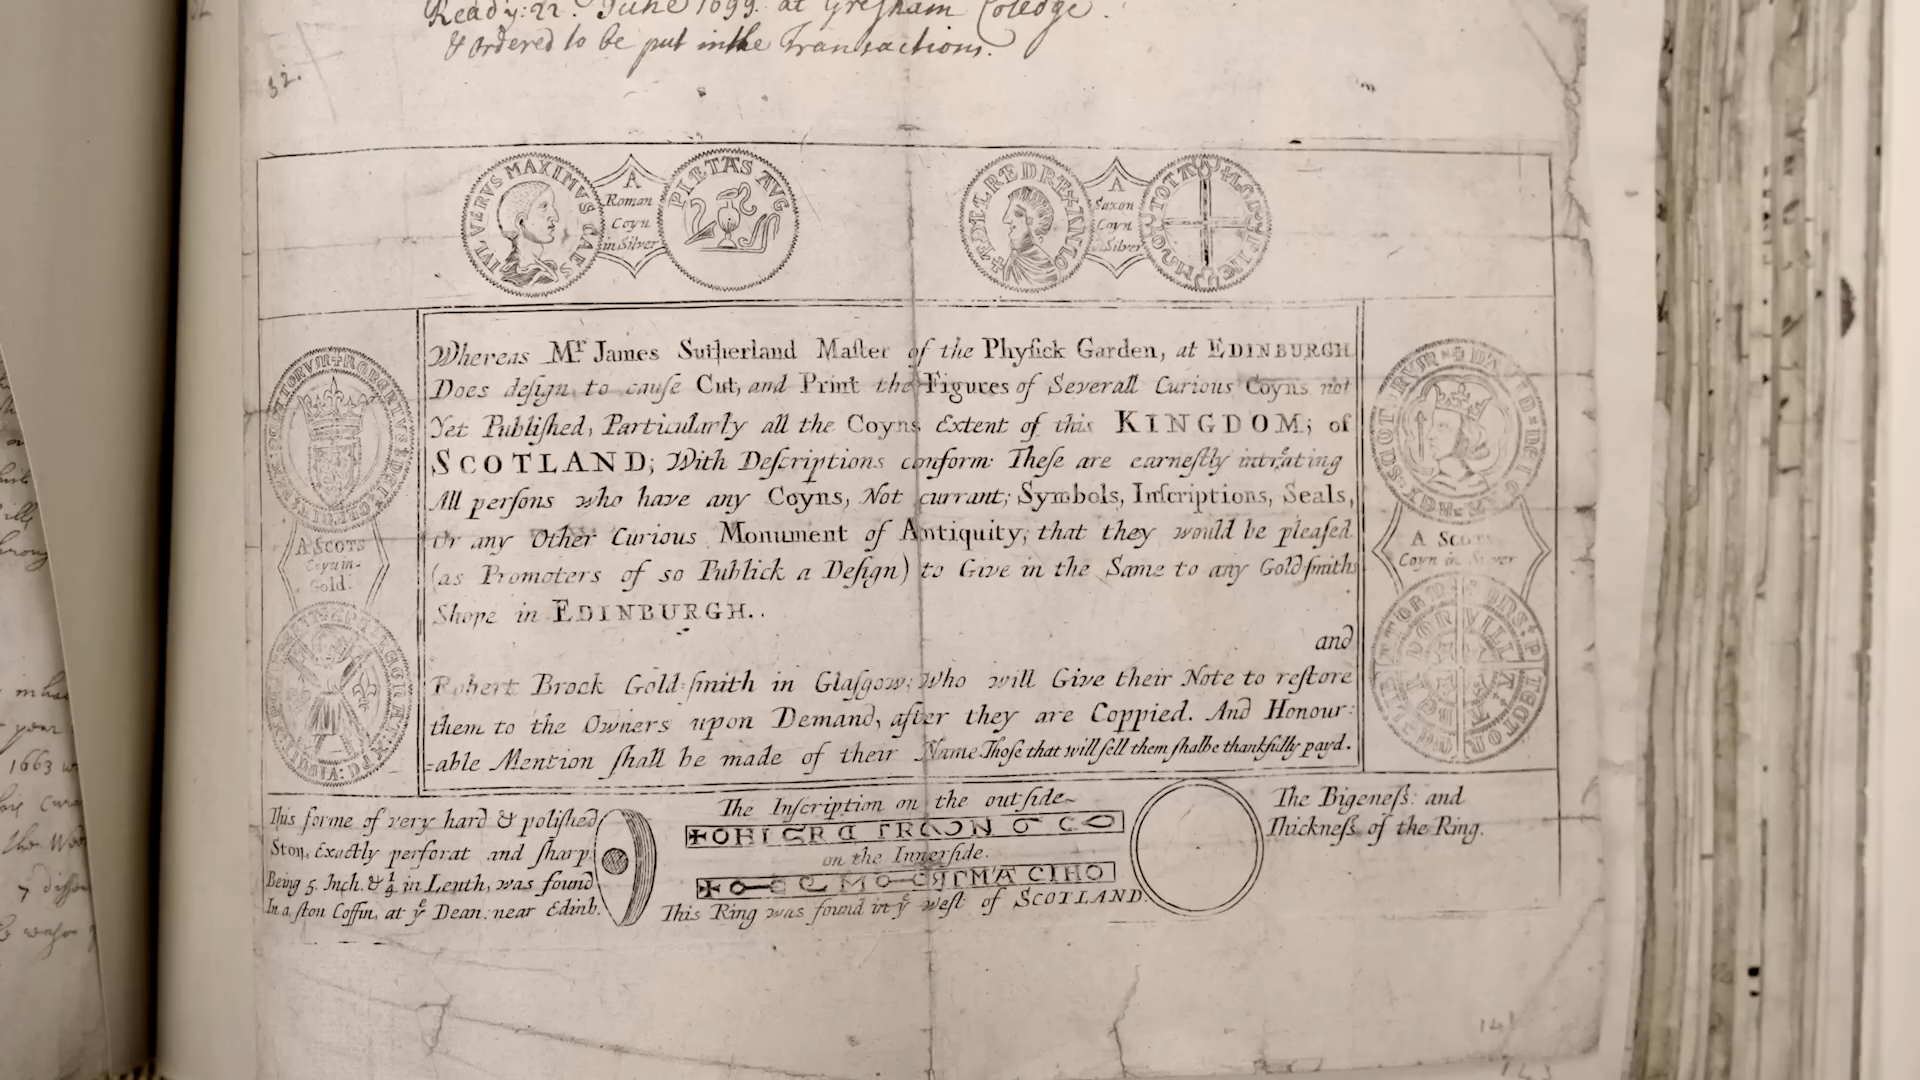 Read: 22. June 1699. at Gresham Colledge.
& ordered to be put in the Transactions.
32.
IVL VERVS MAXIMVS CAES
A
Roman
Coyn
in Silver
PIETAS AVG
A
Saxon
Coyn
Silver
Whereas Mr James Sutherland Maſter of the Phyſick Garden, at EDINBURGH
Does deſign, to cauſe Cut, and Print the Figures of Severall Curious Coyns not
Yet Publiſhed, Particularly all the Coyns Extent of this KINGDOM; of
SCOTLAND; With Deſcriptions conform: Theſe are earneſtly intrating
All perſons who have any Coyns, Not currant; Symbols, Inſcriptions, Seals,
or any Other Curious Monument of Antiquity; that they would be pleaſed
(as Promoters of so Publick a Deſign) to Give in the Same to any Gold-ſmiths
Shope in EDINBURGH..
and
Robert Brock Gold-ſmith in Glaſgow; Who will Give their Note to reſtore
them to the Owners upon Demand, after they are Coppied. And Honour:
=able Mention ſhall be made of their Name Thoſe that will ſell them ſhalbe thankfully payd.
A SCOTS
Coyn in-
Gold.
A SCOTS
Coyn in Silver
This forme of very hard & poliſhed
Ston, Exactly perforat and ſharp.
Being 5. Inch. & 1/4 in Lenth, was found
In a ſton Coffin, at ye Dean: near Edinb.
The Inſcription on the outſide
on the Innerſide.
This Ring was found in ye west of SCOTLAND.
The Bigeneſs: and
Thickneſs of the Ring.
141
143
1663